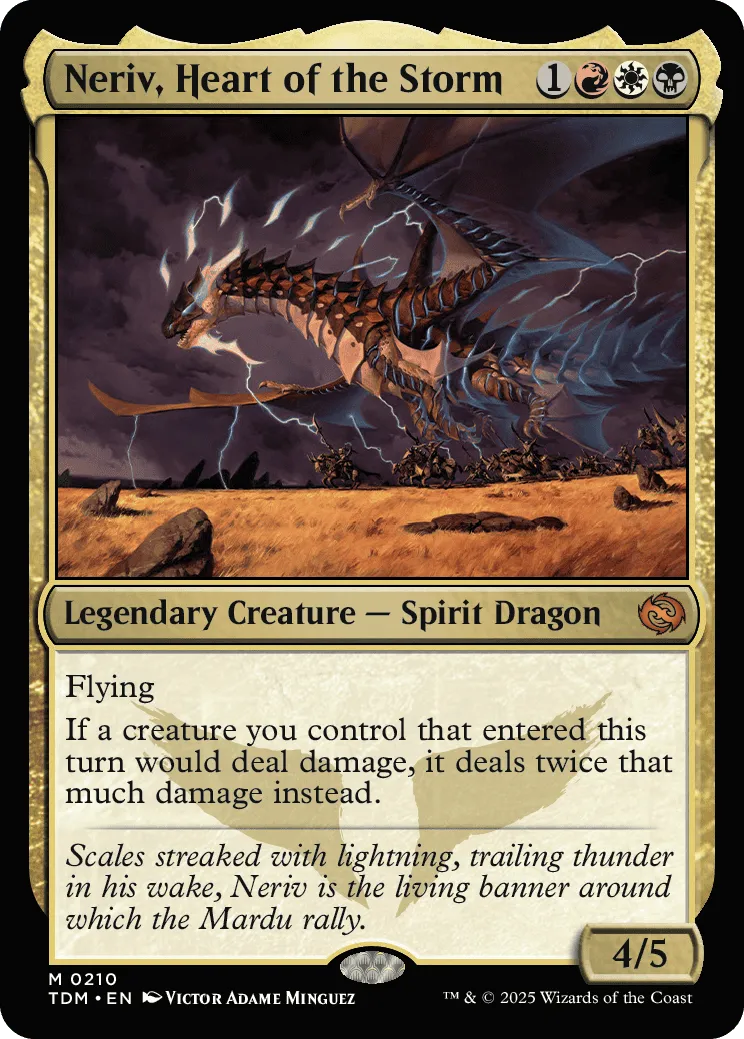 Neriv, Heart of the Storm 1
Legendary Creature — Spirit Dragon
Flying
If a creature you control that entered this
turn would deal damage, it deals twice that
much damage instead.
Scales streaked with lightning, trailing thunder
in his wake, Neriv is the living banner around
which the Mardu rally.
4/5
M 0210
TDM • EN VICTOR ADAME MINGUEZ
™ & © 2025 Wizards of the Coast